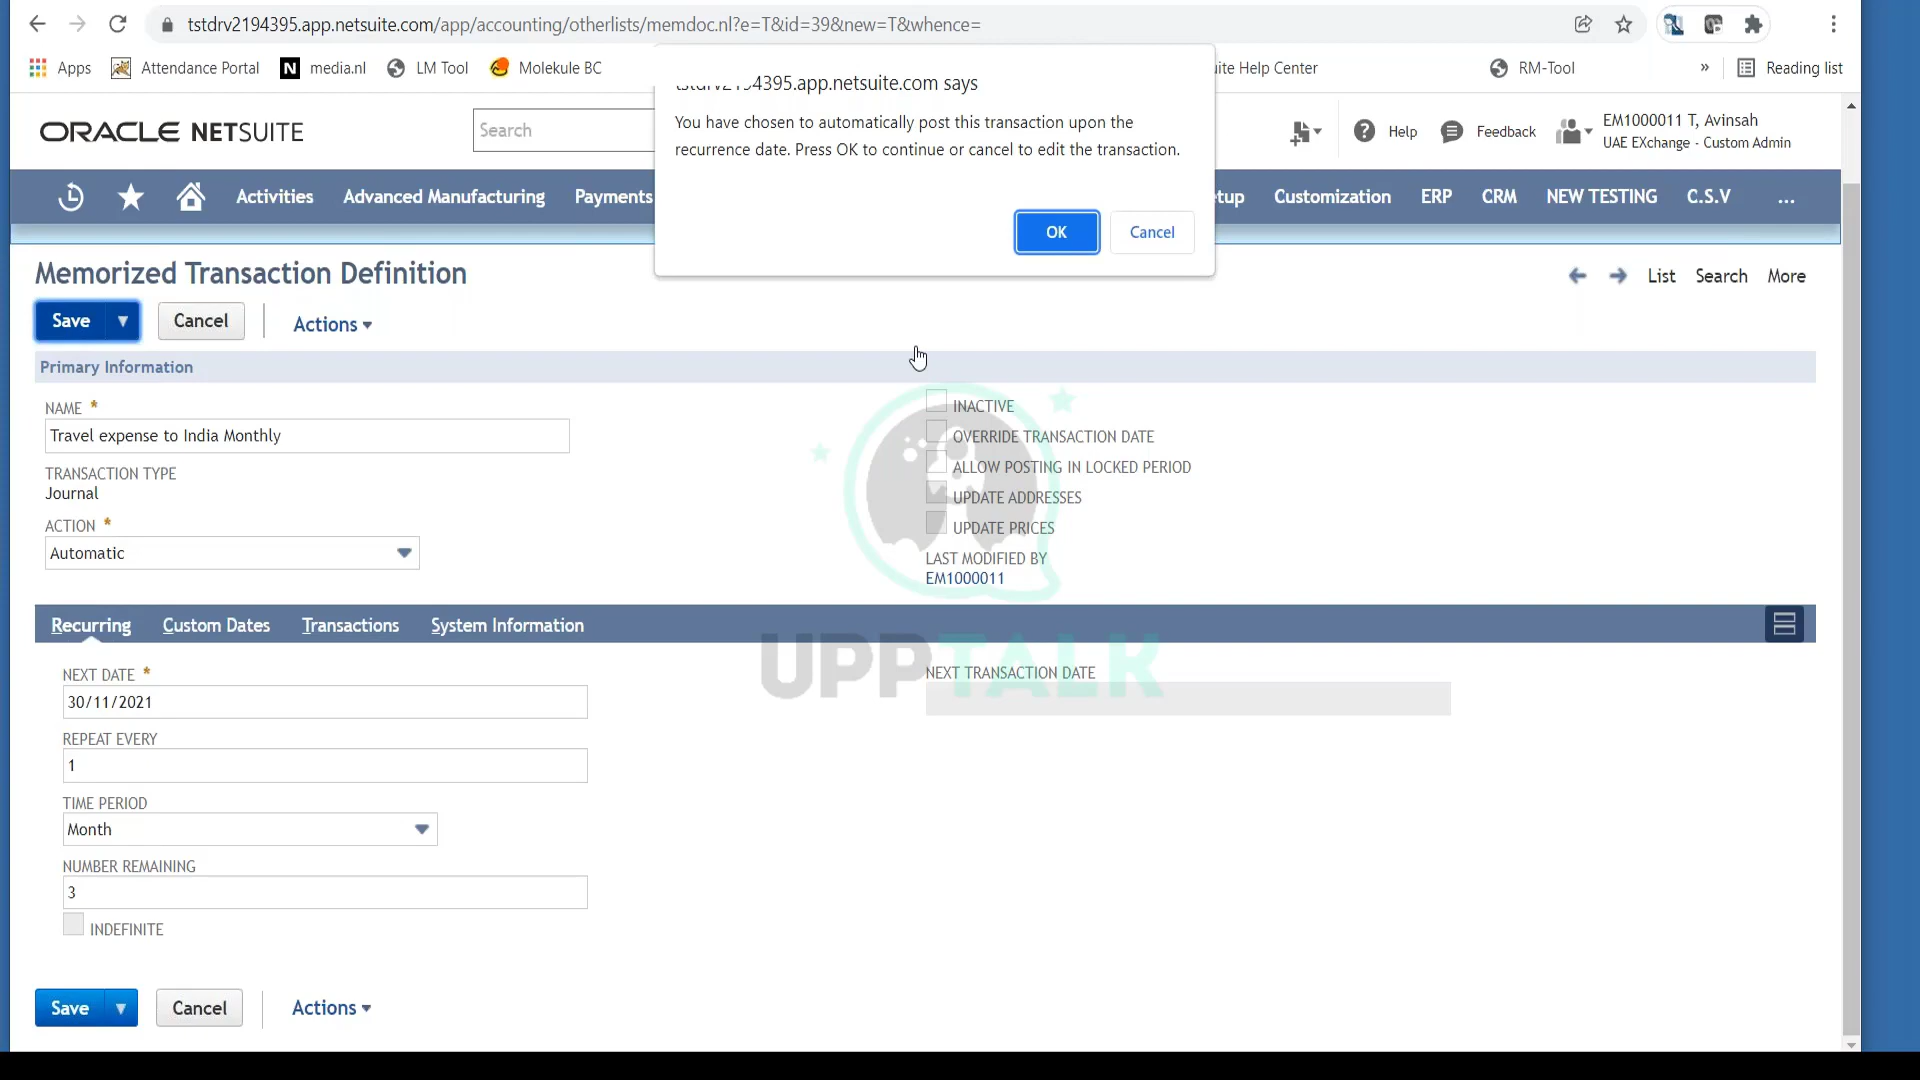 tstdrv2194395.app.netsuite.com/app/accounting/otherlists/memdoc.nl?e=T&id=39&new=T&whence=
Apps
Attendance Portal
media.nl
LM Tool
Molekule BC
uite Help Center
RM-Tool
»
Reading list
tstdrv2194395.app.netsuite.com says
You have chosen to automatically post this transaction upon the
recurrence date. Press OK to continue or cancel to edit the transaction.
OK
Cancel
ORACLE NETSUITE
Search
Help
Feedback
EM1000011 T, Avinsah
UAE EXchange - Custom Admin
Activities
Advanced Manufacturing
Payments
etup
Customization
ERP
CRM
NEW TESTING
C.S.V
...
Memorized Transaction Definition
List
Search
More
Save
Cancel
Actions
Primary Information
NAME *
Travel expense to India Monthly
TRANSACTION TYPE
Journal
ACTION *
Automatic
INACTIVE
OVERRIDE TRANSACTION DATE
ALLOW POSTING IN LOCKED PERIOD
UPDATE ADDRESSES
UPDATE PRICES
LAST MODIFIED BY
EM1000011
Recurring
Custom Dates
Transactions
System Information
NEXT DATE *
30/11/2021
REPEAT EVERY
1
TIME PERIOD
Month
NUMBER REMAINING
3
INDEFINITE
NEXT TRANSACTION DATE
UPPTALK
Save
Cancel
Actions